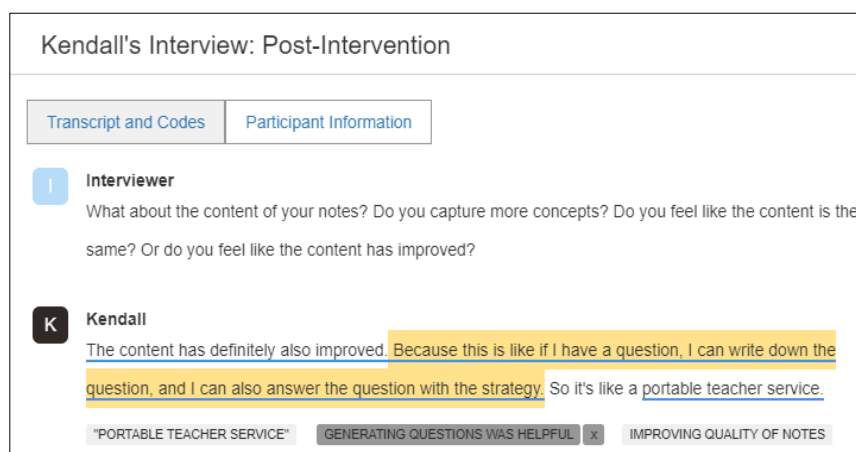 Kendall's Interview: Post-Intervention
Transcript and Codes Participant Information
I Interviewer
What about the content of your notes? Do you capture more concepts? Do you feel like the content is the
same? Or do you feel like the content has improved?
K Kendall
The content has definitely also improved. Because this is like if I have a question, I can write down the
question, and I can also answer the question with the strategy. So it's like a portable teacher service.
"PORTABLE TEACHER SERVICE" GENERATING QUESTIONS WAS HELPFUL x IMPROVING QUALITY OF NOTES